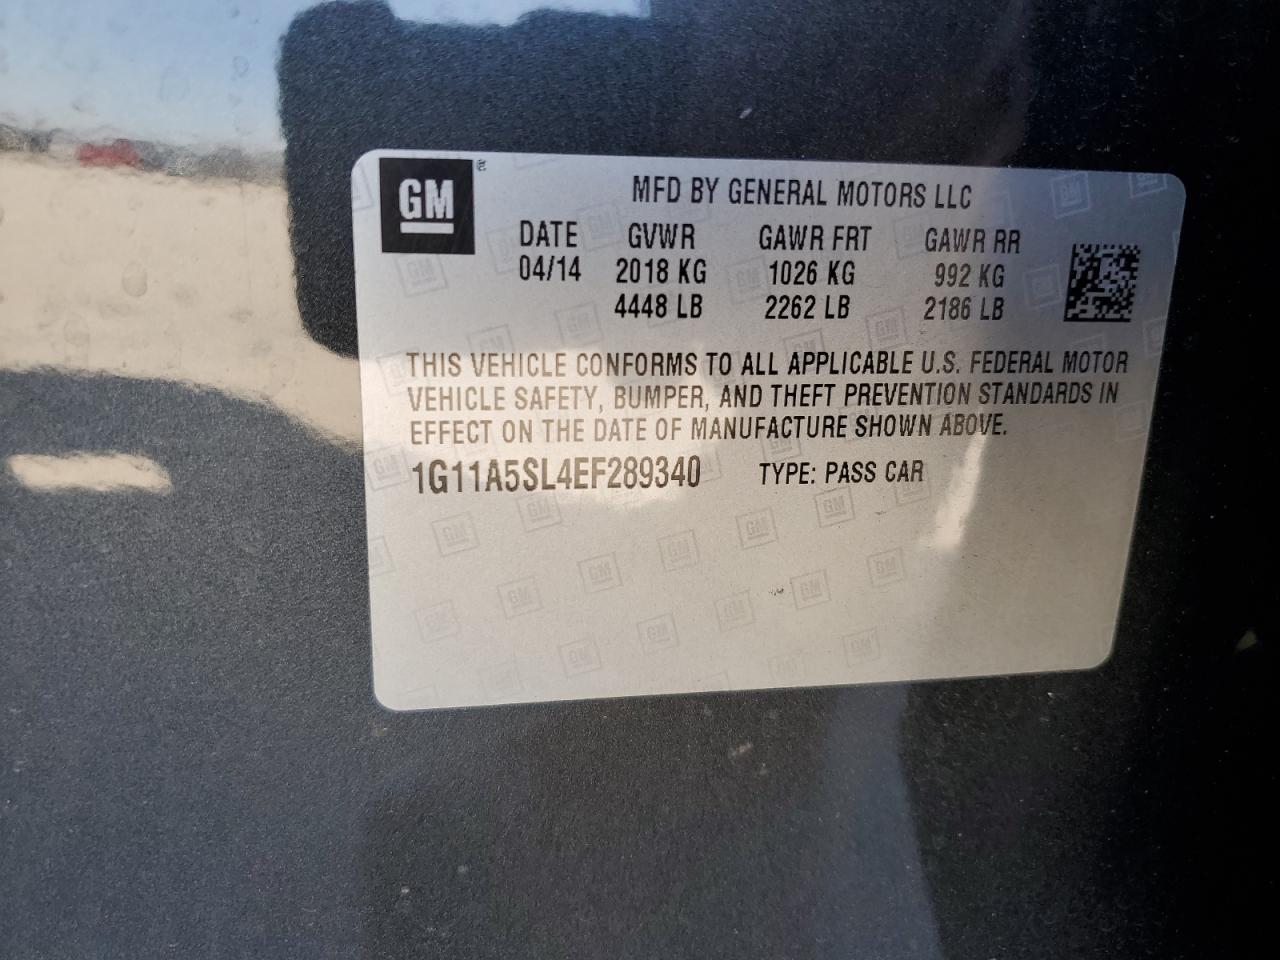 GM ®
MFD BY GENERAL MOTORS LLC
DATE GVWR GAWR FRT GAWR RR
04/14 2018 KG 1026 KG 992 KG
4448 LB 2262 LB 2186 LB
THIS VEHICLE CONFORMS TO ALL APPLICABLE U.S. FEDERAL MOTOR
VEHICLE SAFETY, BUMPER, AND THEFT PREVENTION STANDARDS IN
EFFECT ON THE DATE OF MANUFACTURE SHOWN ABOVE.
1G11A5SL4EF289340 TYPE: PASS CAR